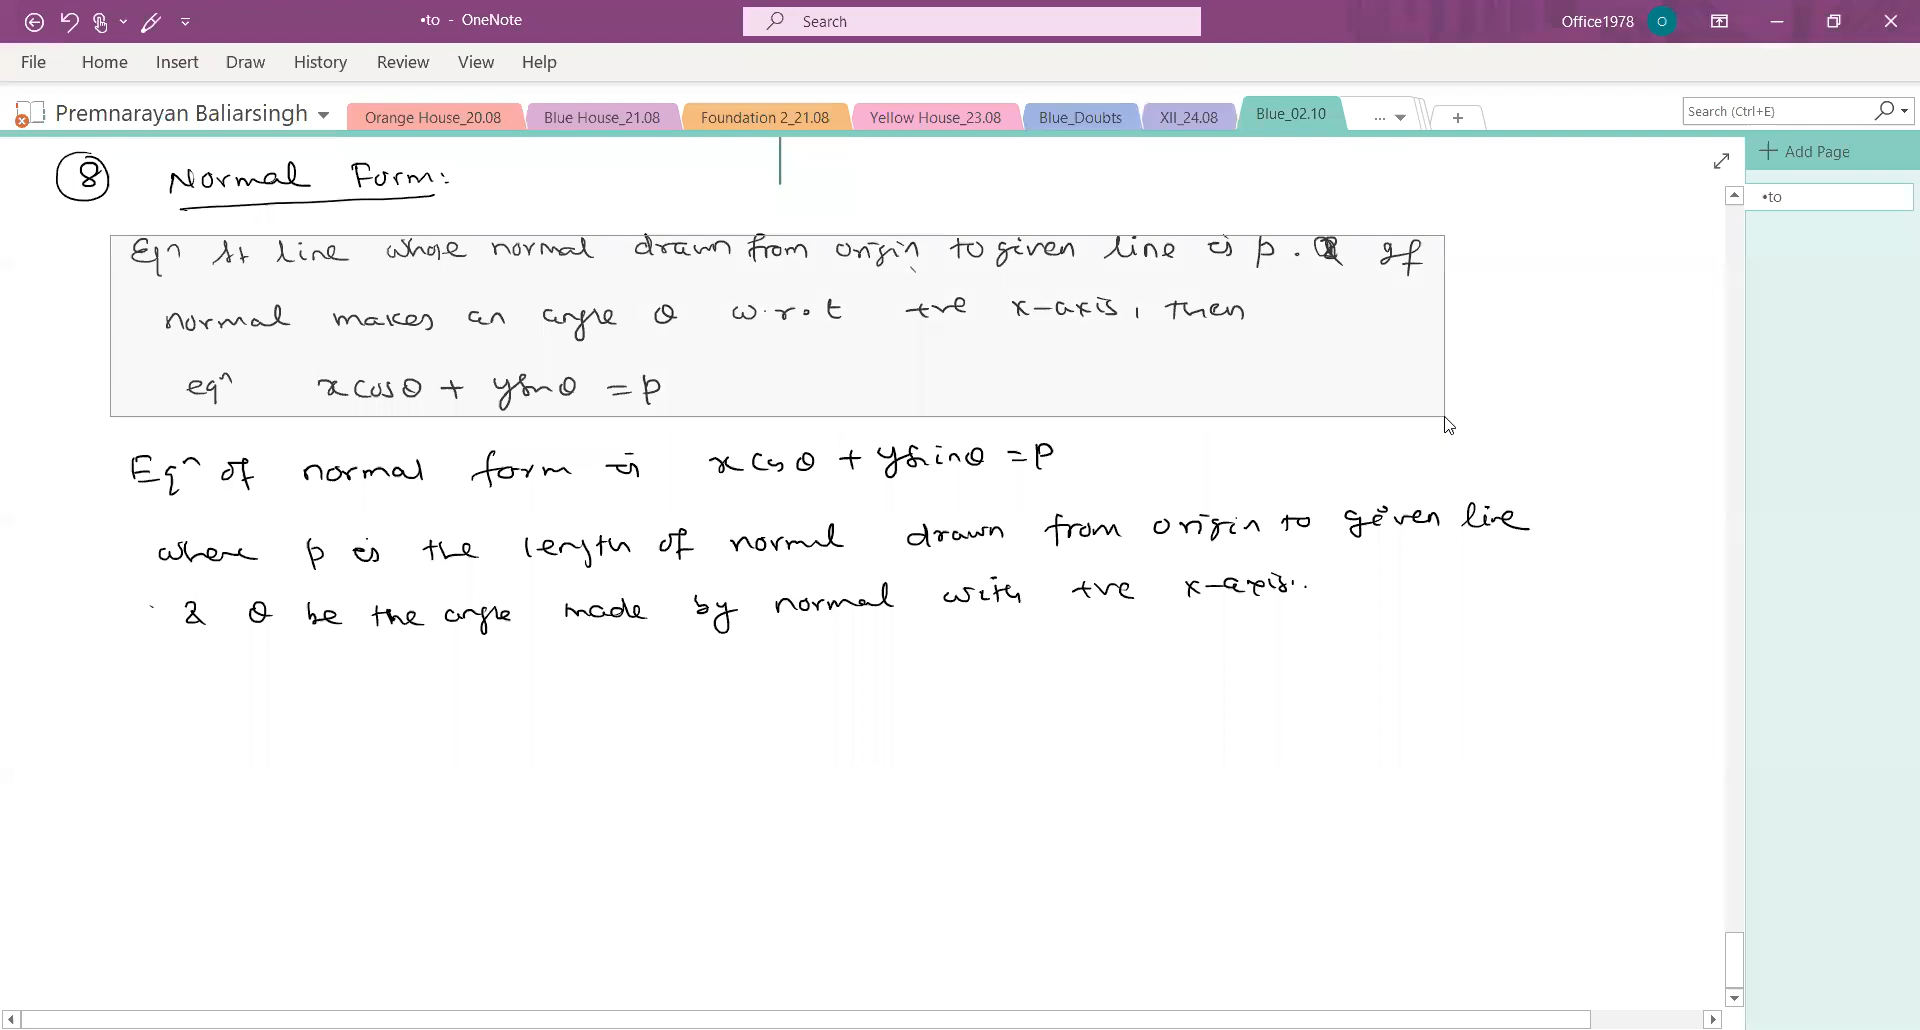 •to - OneNote
Search
Office1978
O
File Home Insert Draw History Review View Help
Premnarayan Baliarsingh
Orange House_20.08
Blue House_21.08
Foundation 2_21.08
Yellow House_23.08
Blue_Doubts
XII_24.08
Blue_02.10
...
+
Search (Ctrl+E)
Add Page
•to
8 Normal Form:
Eqⁿ st line whose normal drawn from origin to given line is p. If
normal makes an angle θ w.r.t +ve x-axis, then
eqⁿ x cosθ + y sinθ = p
Eqⁿ of normal form is x cosθ + y sinθ = p
where p is the length of normal drawn from origin to given line
& θ be the angle made by normal with +ve x-axis.